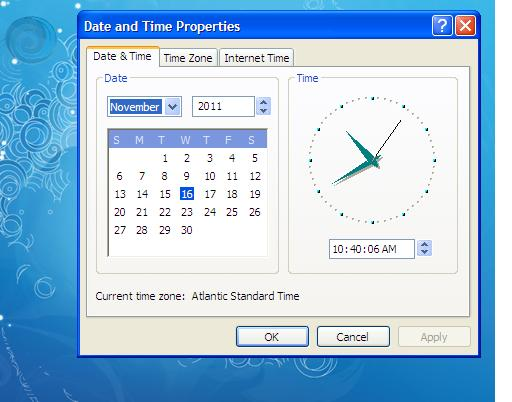 Date and Time Properties
Date & Time Time Zone Internet Time
Date
November 2011
S M T W T F S
1 2 3 4 5
6 7 8 9 10 11 12
13 14 15 16 17 18 19
20 21 22 23 24 25 26
27 28 29 30
Time
10:40:06 AM
Current time zone: Atlantic Standard Time
OK Cancel Apply